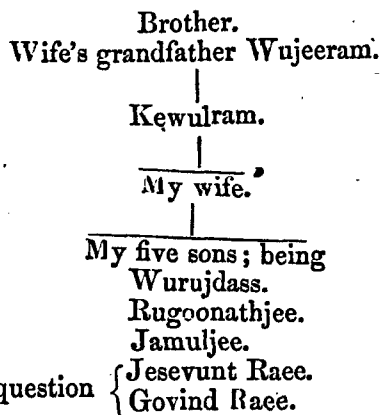 Brother.
Wife's grandfather Wujeeram.
Kewulram.
My wife.
My five sons; being
Wurujdass.
Rugoonathjee.
Jamuljee.
question { Jesevunt Raee.
Govind Raee.